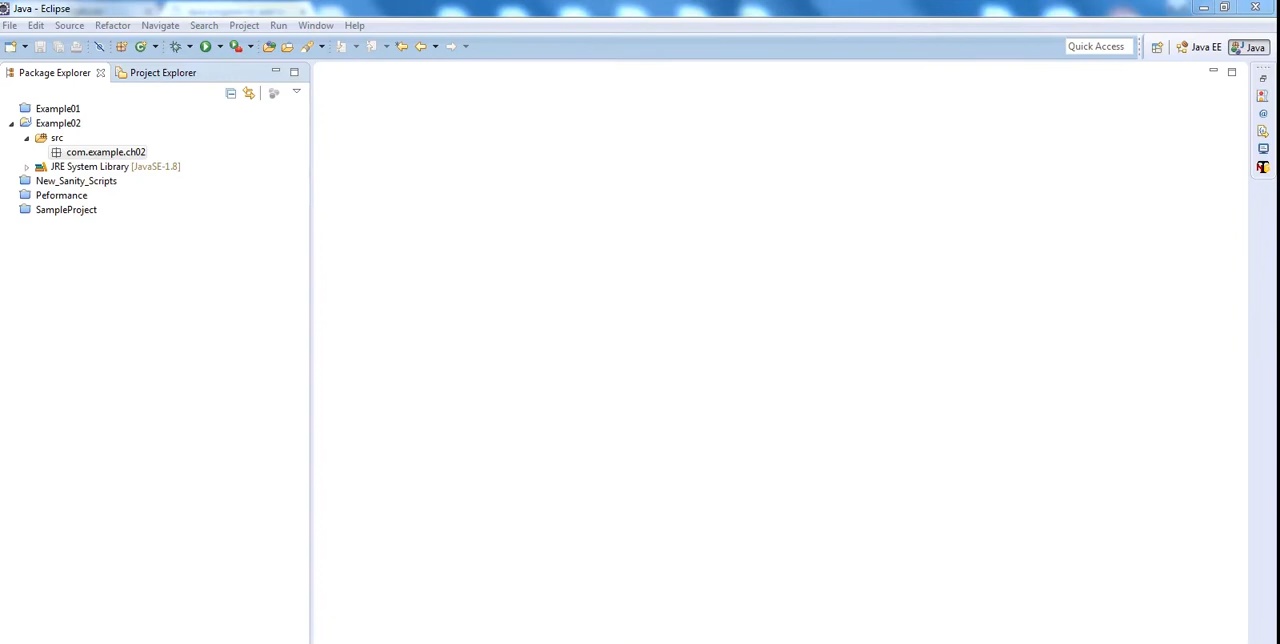 Java - Eclipse
File Edit Source Refactor Navigate Search Project Run Window Help
Quick Access Java EE Java
Package Explorer Project Explorer
Example01
Example02
src
com.example.ch02
JRE System Library [JavaSE-1.8]
New_Sanity_Scripts
Peformance
SampleProject